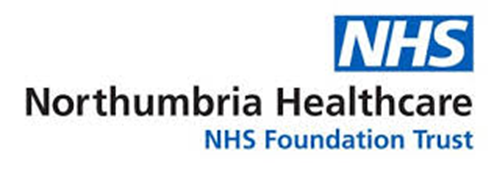 NHS
Northumbria Healthcare
NHS Foundation Trust